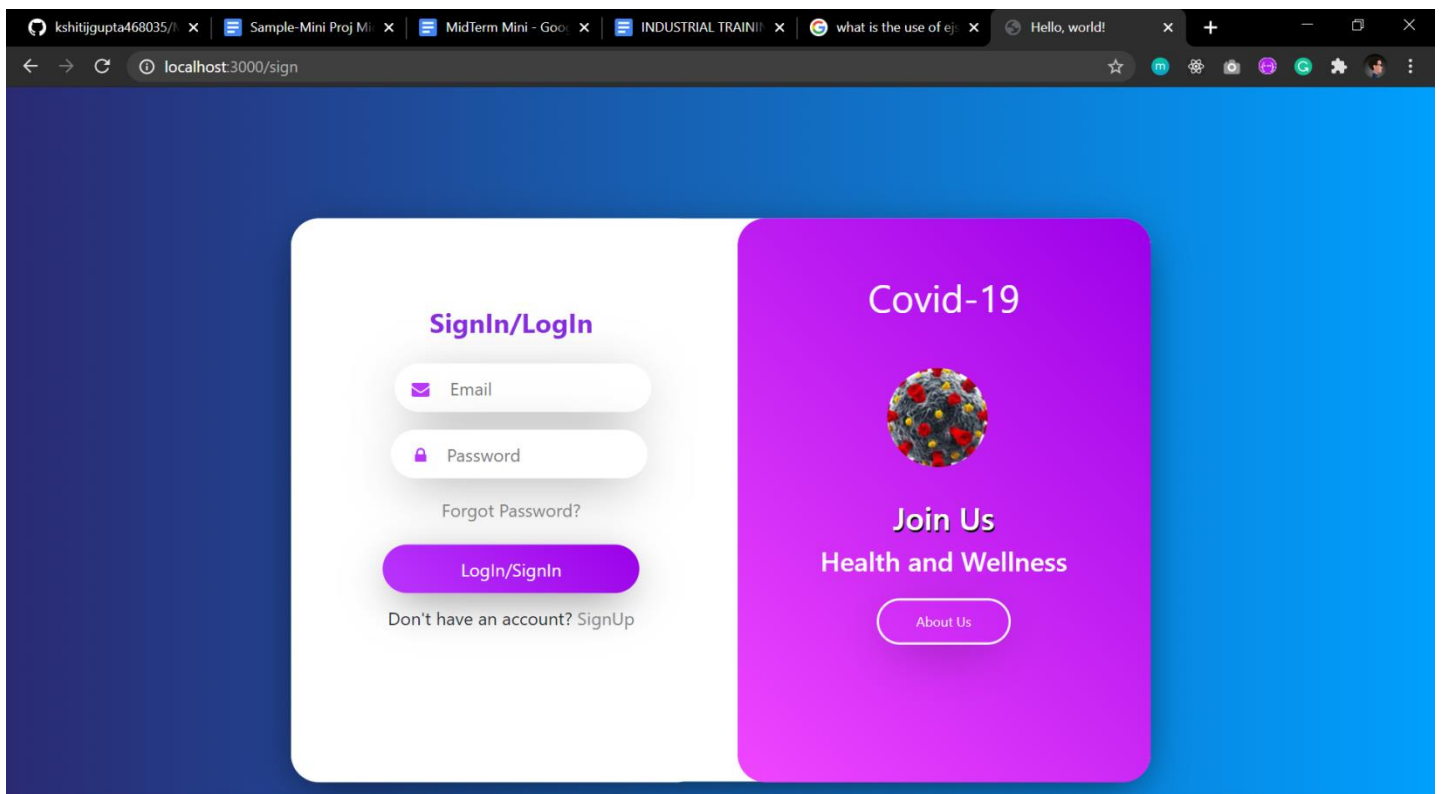 kshitijgupta468035/
Sample-Mini Proj Mi
MidTerm Mini - Goog
INDUSTRIAL TRAININ
what is the use of ejs
Hello, world!
localhost:3000/sign
SignIn/LogIn
Email
Password
Forgot Password?
LogIn/SignIn
Don't have an account? SignUp
Covid-19
Join Us
Health and Wellness
About Us